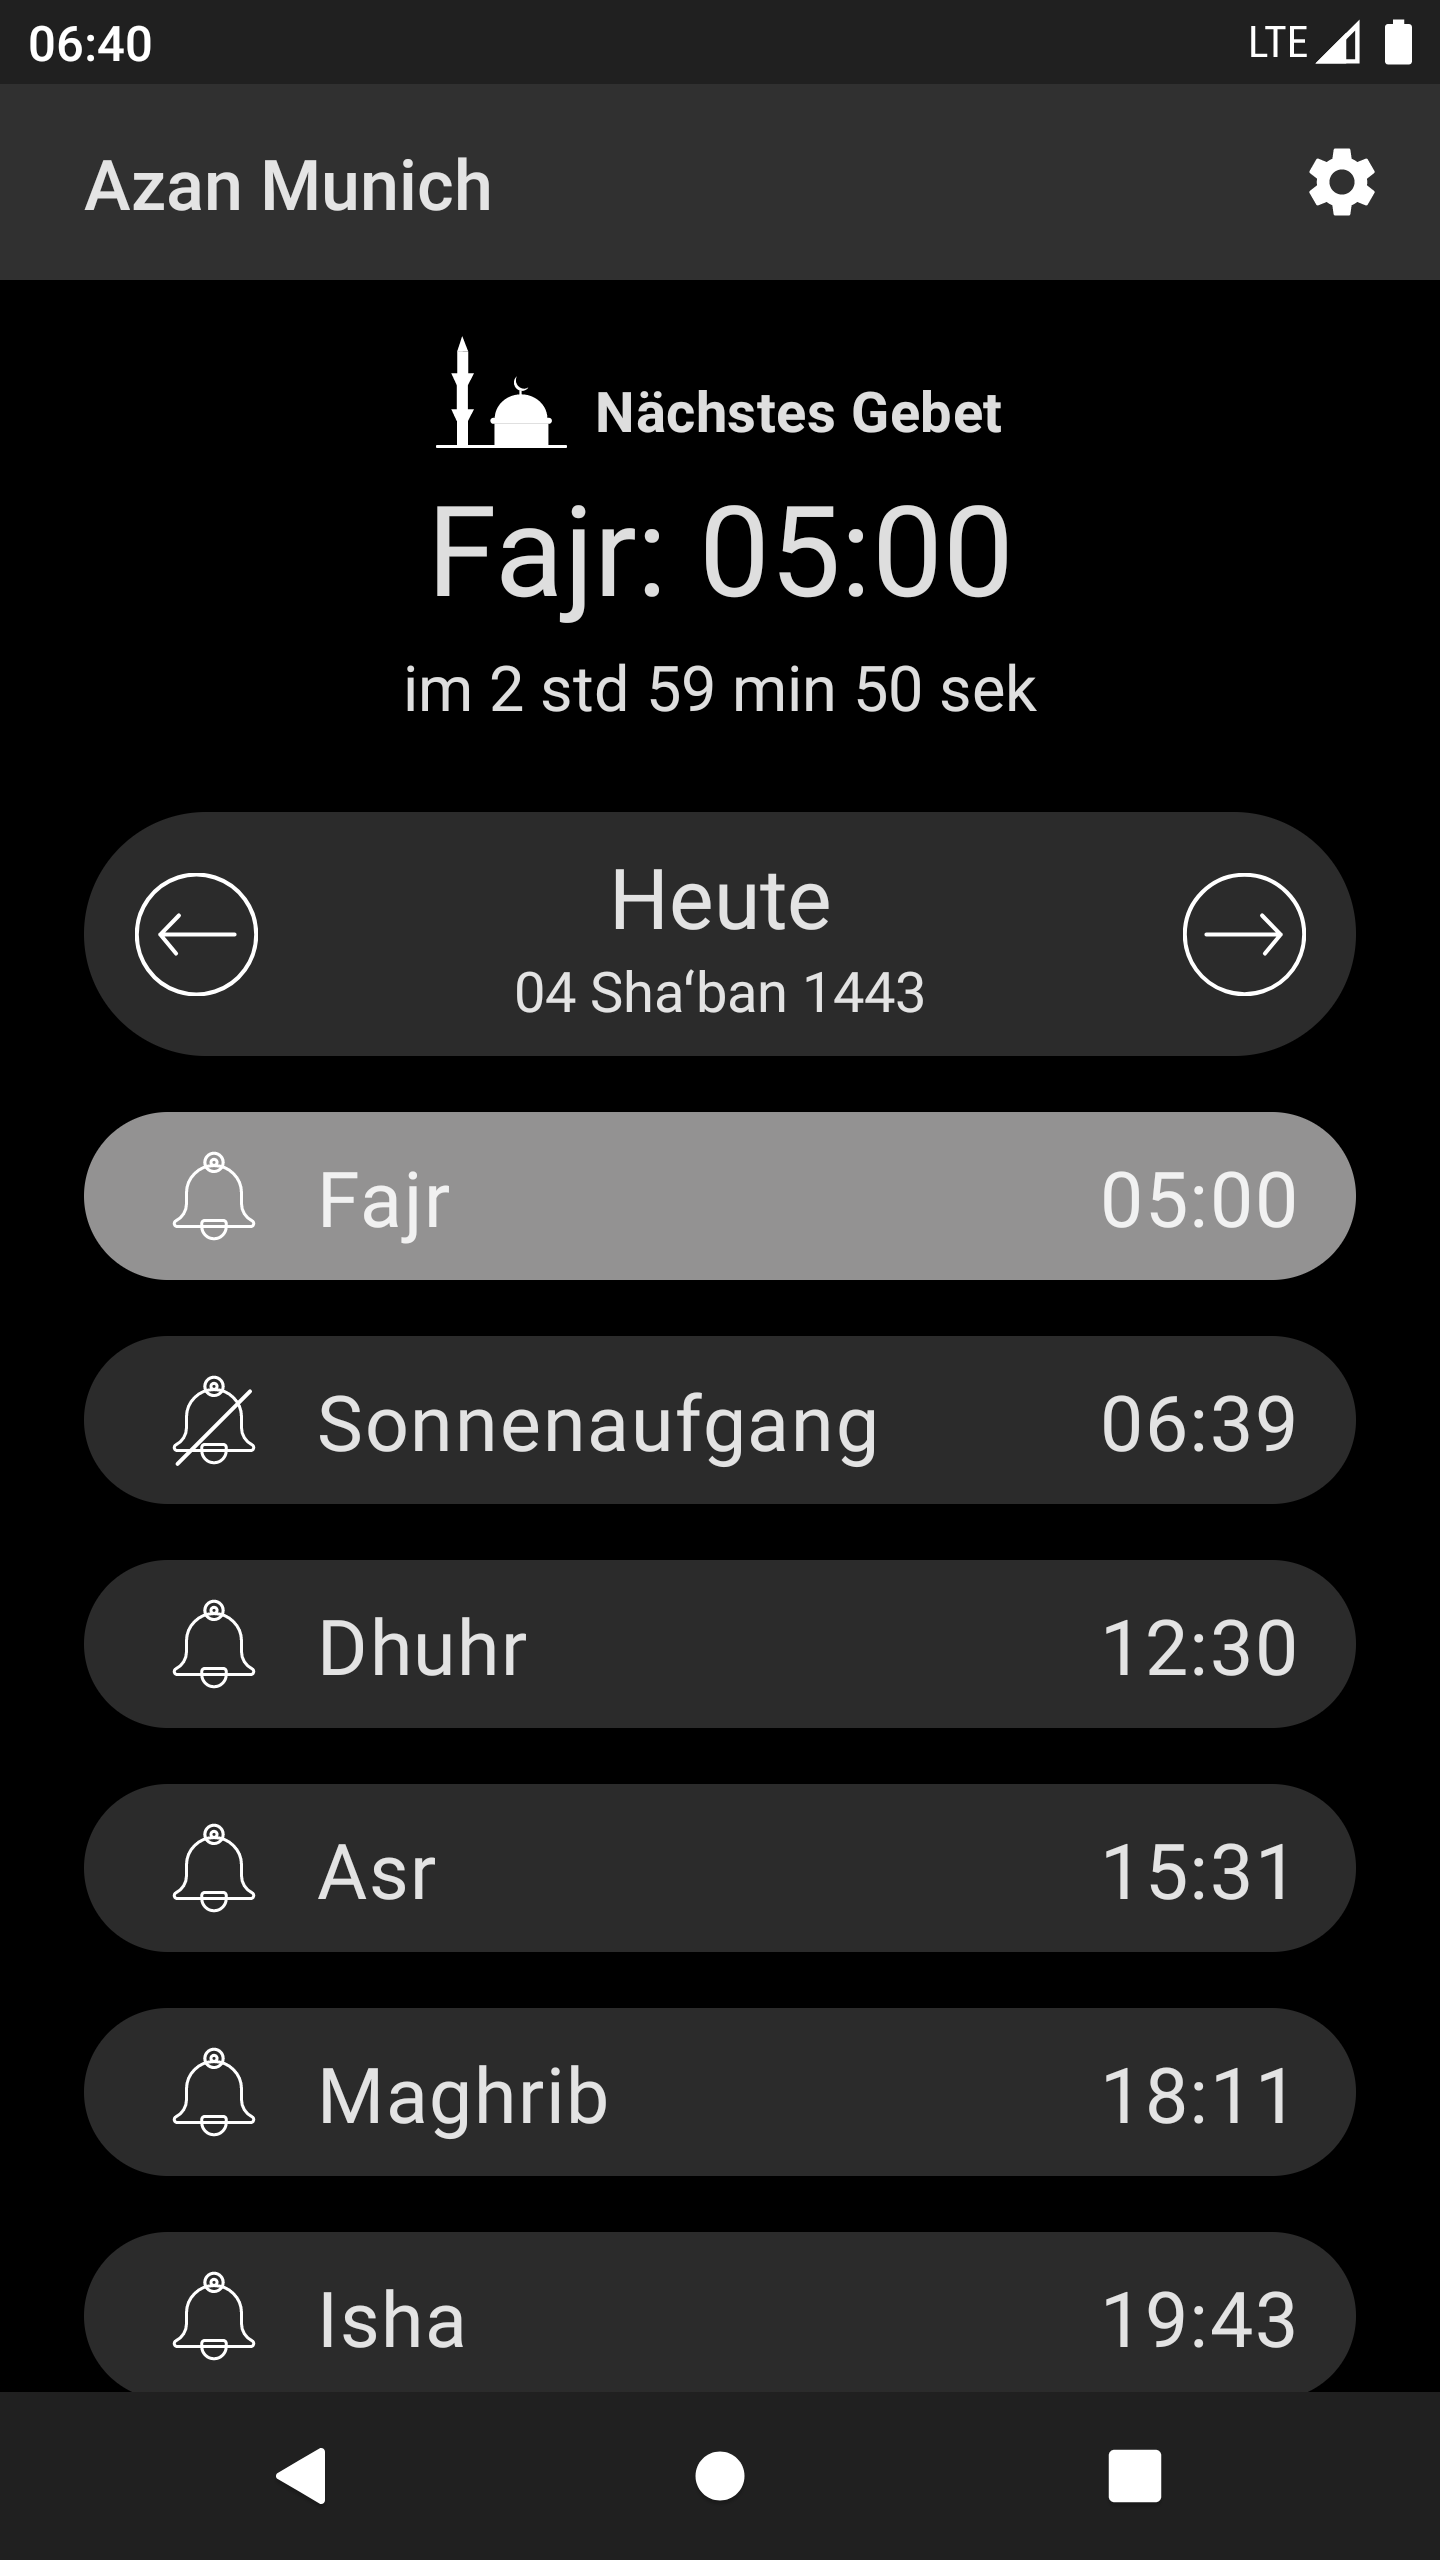 06:40 LTE
Azan Munich
Nächstes Gebet
Fajr: 05:00
im 2 std 59 min 50 sek
Heute
04 Sha‘ban 1443
Fajr 05:00
Sonnenaufgang 06:39
Dhuhr 12:30
Asr 15:31
Maghrib 18:11
Isha 19:43